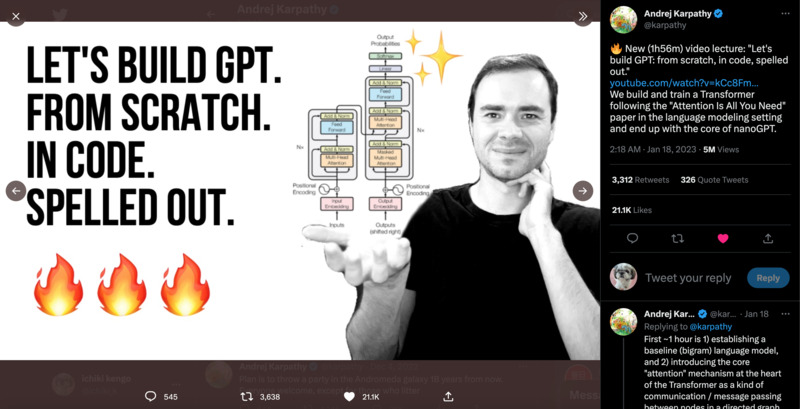 LET'S BUILD GPT.
FROM SCRATCH.
IN CODE.
SPELLED OUT.
Output
Probabilities
Softmax
Linear
Add & Norm
Feed
Forward
Add & Norm
Multi-Head
Attention
Add & Norm
Feed
Forward
Nx
Add & Norm
Multi-Head
Attention
Nx
Add & Norm
Masked
Multi-Head
Attention
Positional
Encoding
Positional
Encoding
Input
Embedding
Output
Embedding
Inputs
Outputs
(shifted right)
545
3,638
21.1K
Andrej Karpathy
@karpathy
🔥 New (1h56m) video lecture: "Let's
build GPT: from scratch, in code, spelled
out."
youtube.com/watch?v=kCc8Fm...
We build and train a Transformer
following the "Attention Is All You Need"
paper in the language modeling setting
and end up with the core of nanoGPT.
2:18 AM · Jan 18, 2023 · 5M Views
3,312 Retweets 326 Quote Tweets
21.1K Likes
Tweet your reply
Reply
Andrej Kar... @kar... · Jan 18
Replying to @karpathy
First ~1 hour is 1) establishing a
baseline (bigram) language model,
and 2) introducing the core
"attention" mechanism at the heart
of the Transformer as a kind of
communication / message passing
between nodes in a directed graph